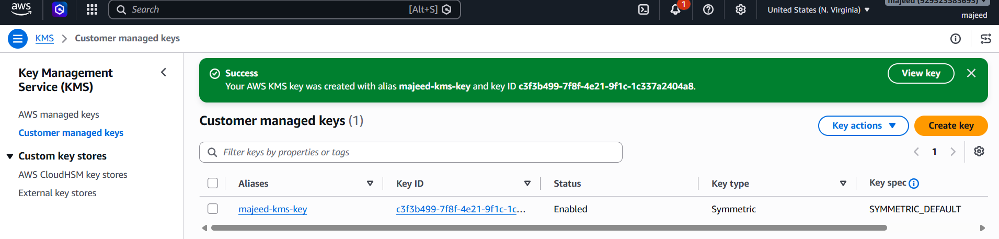 aws
Search [Alt+S]
1
United States (N. Virginia)
majeed (929523583693)
majeed
KMS > Customer managed keys
Key Management
Service (KMS)
AWS managed keys
Customer managed keys
Custom key stores
AWS CloudHSM key stores
External key stores
Success
Your AWS KMS key was created with alias majeed-kms-key and key ID c3f3b499-7f8f-4e21-9f1c-1c337a2404a8.
View key
Customer managed keys (1)
Key actions
Create key
Filter keys by properties or tags
1
Aliases Key ID Status Key type Key spec
majeed-kms-key c3f3b499-7f8f-4e21-9f1c-1c... Enabled Symmetric SYMMETRIC_DEFAULT